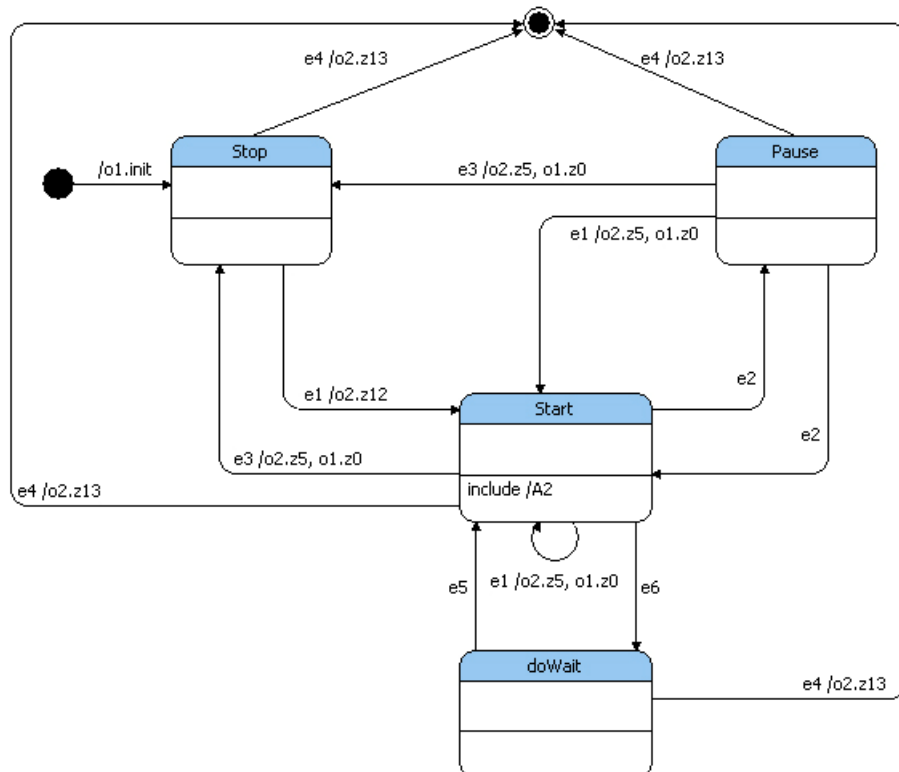 e4 /o2.z13
e4 /o2.z13
Stop
Pause
/o1.init
e3 /o2.z5, o1.z0
e1 /o2.z5, o1.z0
e1 /o2.z12
Start
e2
e2
e3 /o2.z5, o1.z0
include /A2
e4 /o2.z13
e1 /o2.z5, o1.z0
e5
e6
doWait
e4 /o2.z13